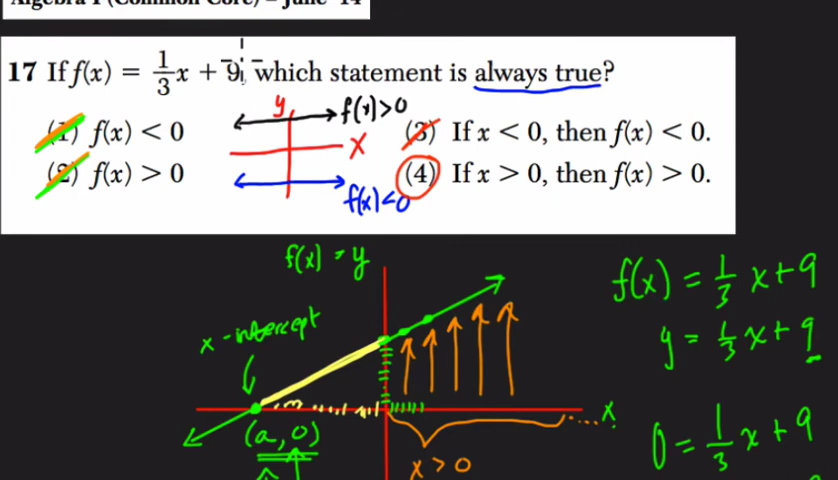 Algebra I (Common Core) – June '14
17 If f(x) = 1/3 x + 9, which statement is always true?
(1) f(x) < 0
(2) f(x) > 0
(3) If x < 0, then f(x) < 0.
(4) If x > 0, then f(x) > 0.
y
f(x)>0
x
f(x)<0
f(x) = y
x-intercept
(a, 0)
x
x > 0
f(x) = 1/3 x + 9
y = 1/3 x + 9
0 = 1/3 x + 9